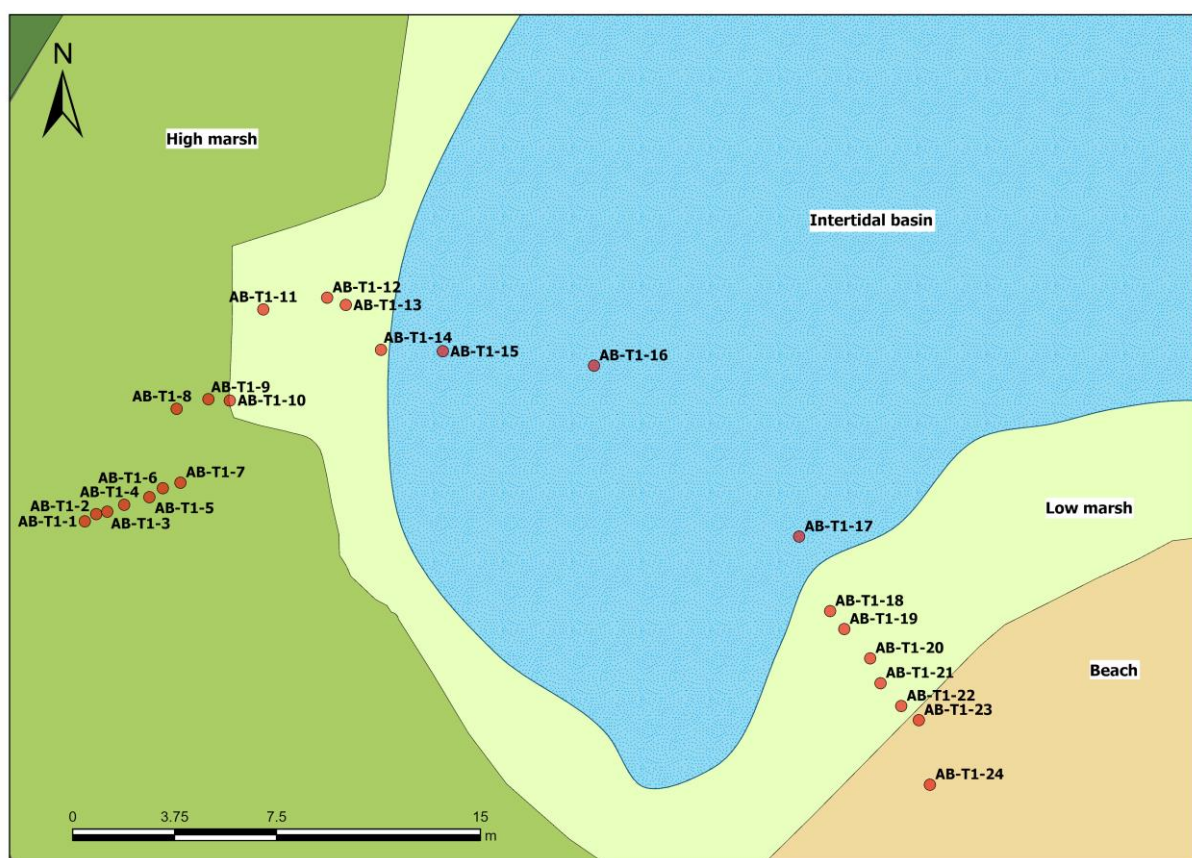 N
High marsh
Intertidal basin
AB-T1-12
AB-T1-11
AB-T1-13
AB-T1-14
AB-T1-15
AB-T1-16
AB-T1-9
AB-T1-8
AB-T1-10
AB-T1-7
AB-T1-6
AB-T1-4
AB-T1-2
AB-T1-5
AB-T1-1
AB-T1-3
Low marsh
AB-T1-17
AB-T1-18
AB-T1-19
AB-T1-20
Beach
AB-T1-21
AB-T1-22
AB-T1-23
AB-T1-24
0 3.75 7.5 15
m